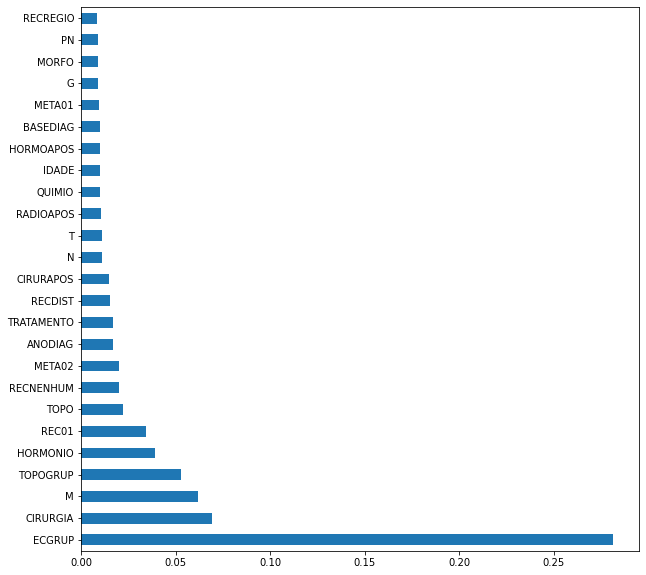 RECREGIO
PN
MORFO
G
META01
BASEDIAG
HORMOAPOS
IDADE
QUIMIO
RADIOAPOS
T
N
CIRURAPOS
RECDIST
TRATAMENTO
ANODIAG
META02
RECNENHUM
TOPO
REC01
HORMONIO
TOPOGRUP
M
CIRURGIA
ECGRUP
0.00 0.05 0.10 0.15 0.20 0.25